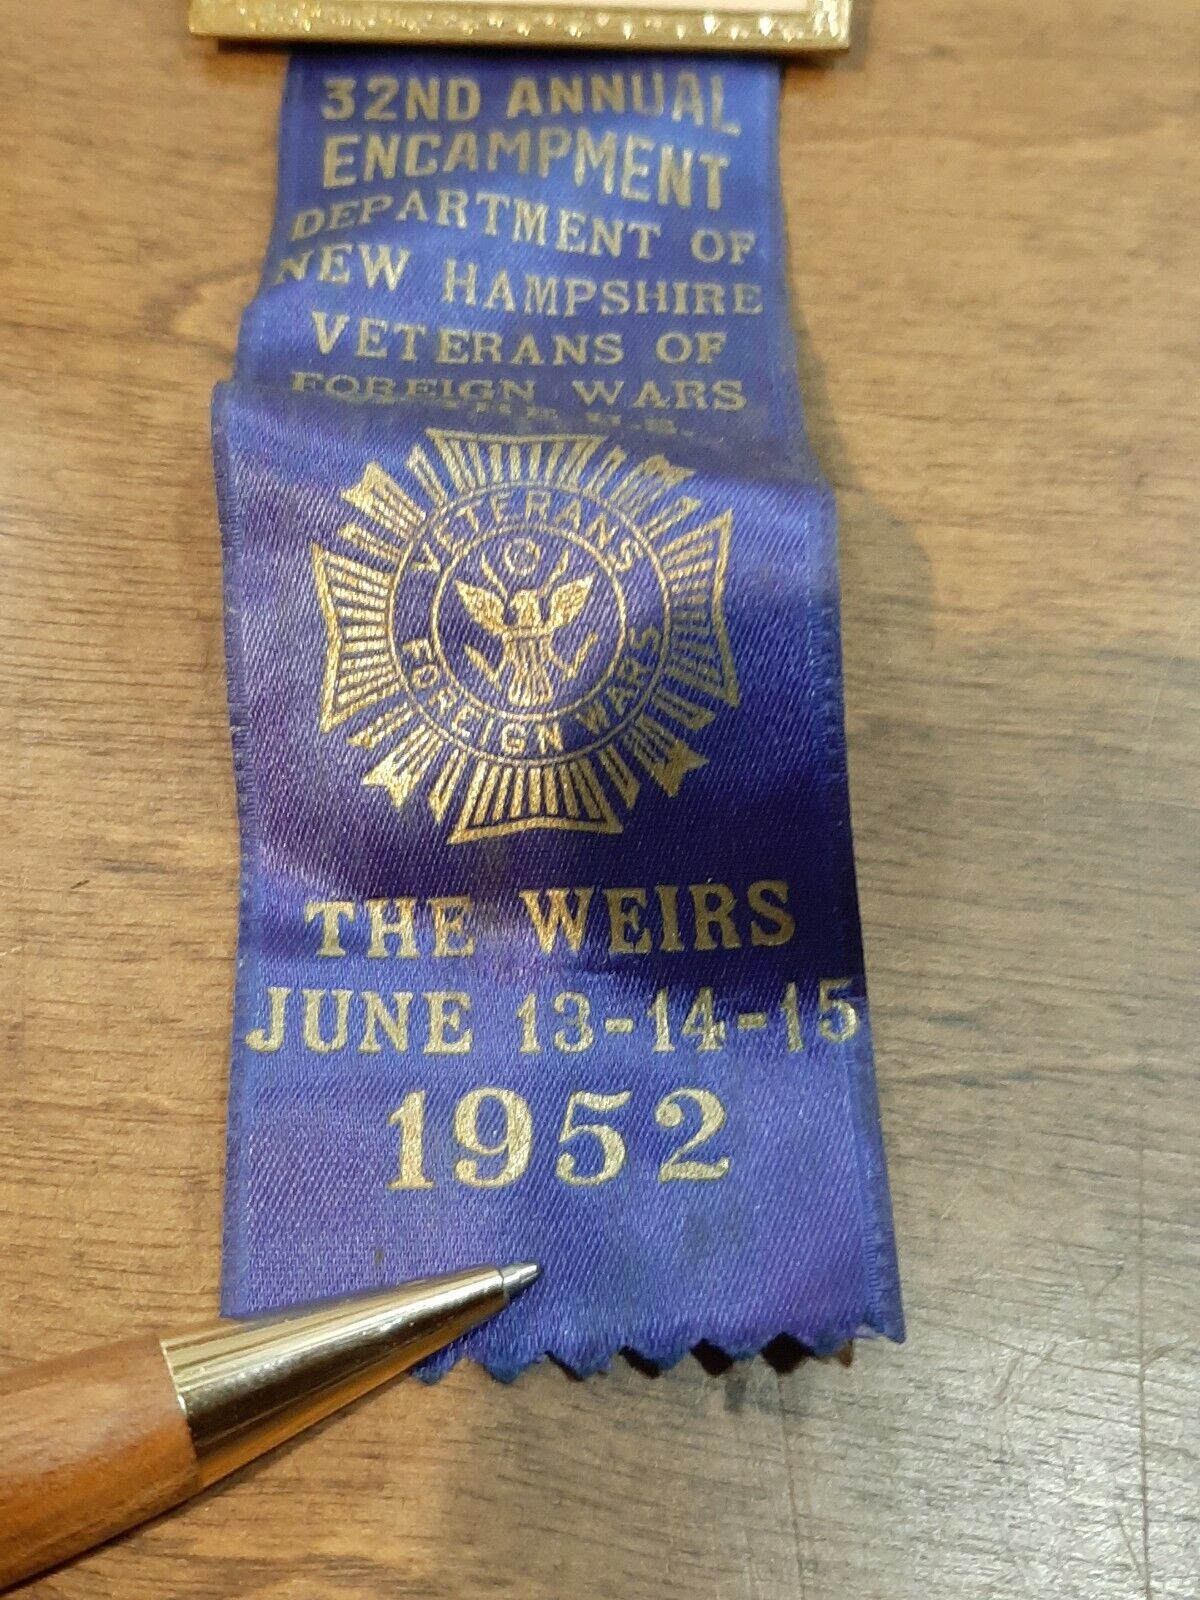 32ND ANNUAL
ENCAMPMENT
DEPARTMENT OF
NEW HAMPSHIRE
VETERANS OF
FOREIGN WARS
VETERANS
FOREIGN WARS
THE WEIRS
JUNE 13-14-15
1952